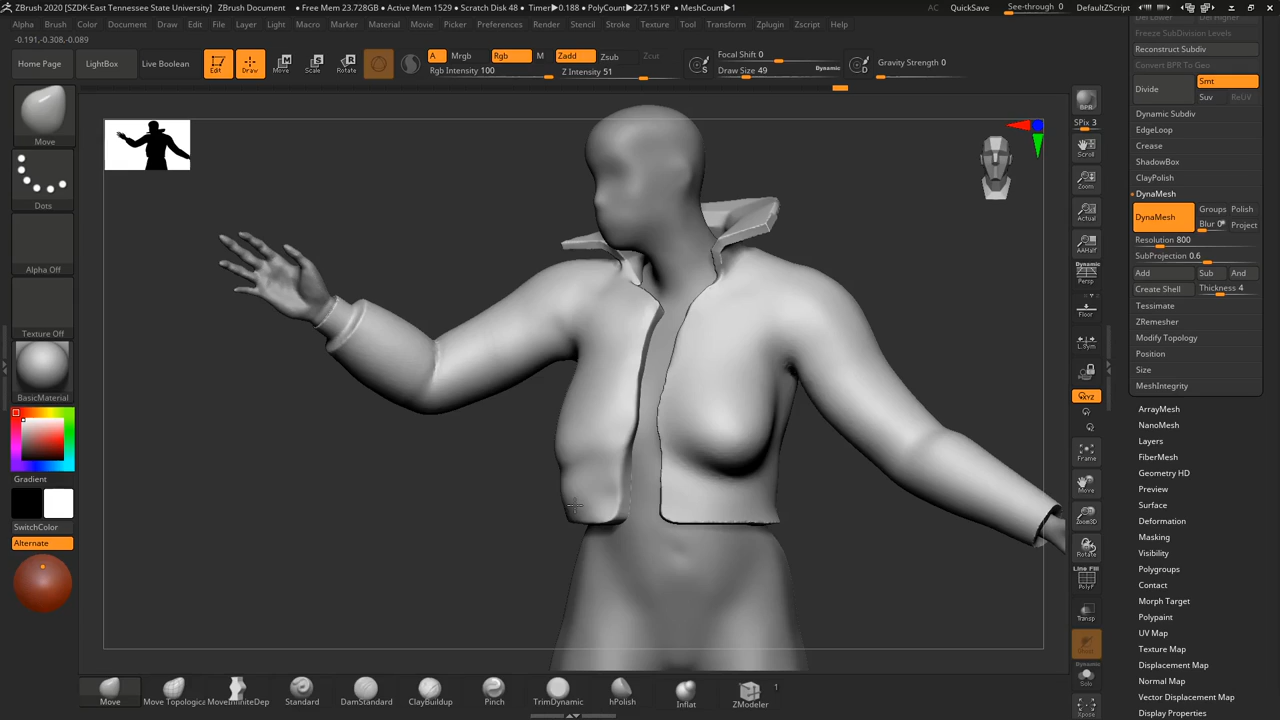 ZBrush 2020 [SZDK-East Tennessee State University] ZBrush Document • Free Mem 23.728GB • Active Mem 1529 • Scratch Disk 48 • Timer▶0.188 • PolyCount▶227.15 KP • MeshCount▶1 AC QuickSave See-through 0 Menus DefaultZScript
Alpha Brush Color Document Draw Edit File Layer Light Macro Marker Material Movie Picker Preferences Render Stencil Stroke Texture Tool Transform Zplugin Zscript Help
-0.191,-0.308,-0.089
Home Page LightBox Live Boolean Edit Draw Move Scale Rotate
A Mrgb Rgb M Zadd Zsub Zcut
Rgb Intensity 100 Z Intensity 51
S Focal Shift 0
Draw Size 49 Dynamic
D Gravity Strength 0
Move
Dots
Alpha Off
Texture Off
BasicMaterial
Gradient
SwitchColor
Alternate
BPR
SPix 3
Scroll
Zoom
Actual
AAHalf
Dynamic
Persp
Floor
L.Sym
XYZ
Frame
Move
Zoom3D
Rotate
Line Fill
PolyF
Transp
Dynamic
Solo
Xpose
Del Lower Del Higher
Freeze SubDivision Levels
Reconstruct Subdiv
Convert BPR To Geo
Divide Smt
Suv ReUV
Dynamic Subdiv
EdgeLoop
Crease
ShadowBox
ClayPolish
DynaMesh
DynaMesh Groups Polish
Blur Project
Resolution 800
SubProjection 0.6
Add Sub And
Create Shell Thickness 4
Tessimate
ZRemesher
Modify Topology
Position
Size
MeshIntegrity
ArrayMesh
NanoMesh
Layers
FiberMesh
Geometry HD
Preview
Surface
Deformation
Masking
Visibility
Polygroups
Contact
Morph Target
Polypaint
UV Map
Texture Map
Displacement Map
Normal Map
Vector Displacement Map
Display Properties
Move Move Topologic MoveInfiniteDep Standard DamStandard ClayBuildup Pinch TrimDynamic hPolish Inflat ZModeler
1